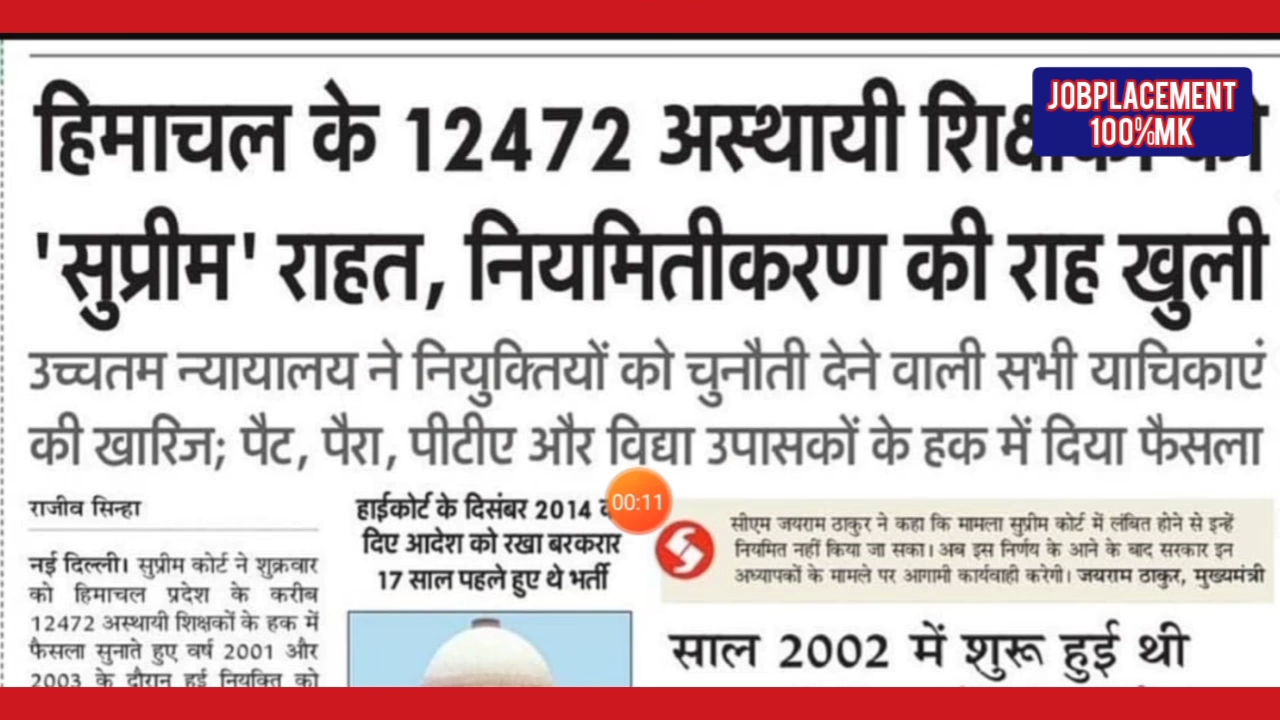 हिमाचल के 12472 अस्थायी
JOBPLACEMENT
100%MK
'सुप्रीम' राहत, नियमितीकरण की राह खुली
उच्चतम न्यायालय ने नियुक्तियों को चुनौती देने वाली सभी याचिकाएं
की खारिज; पैट, पैरा, पीटीए और विद्या उपासकों के हक में दिया फैसला
राजीव सिन्हा
नई दिल्ली। सुप्रीम कोर्ट ने शुक्रवार
को हिमाचल प्रदेश के करीब
12472 अस्थायी शिक्षकों के हक में
फैसला सुनाते हुए वर्ष 2001 और
2003 के दौरान हुई नियुक्ति को
हाईकोर्ट के दिसंबर 2014
दिए आदेश को रखा बरकरार
17 साल पहले हुए थे भर्ती
00:11
सीएम जयराम ठाकुर ने कहा कि मामला सुप्रीम कोर्ट में लंबित होने से इन्हें
नियमित नहीं किया जा सका। अब इस निर्णय के आने के बाद सरकार इन
अध्यापकों के मामले पर आगामी कार्यवाही करेगी। जयराम ठाकुर, मुख्यमंत्री
साल 2002 में शुरू हुई थी